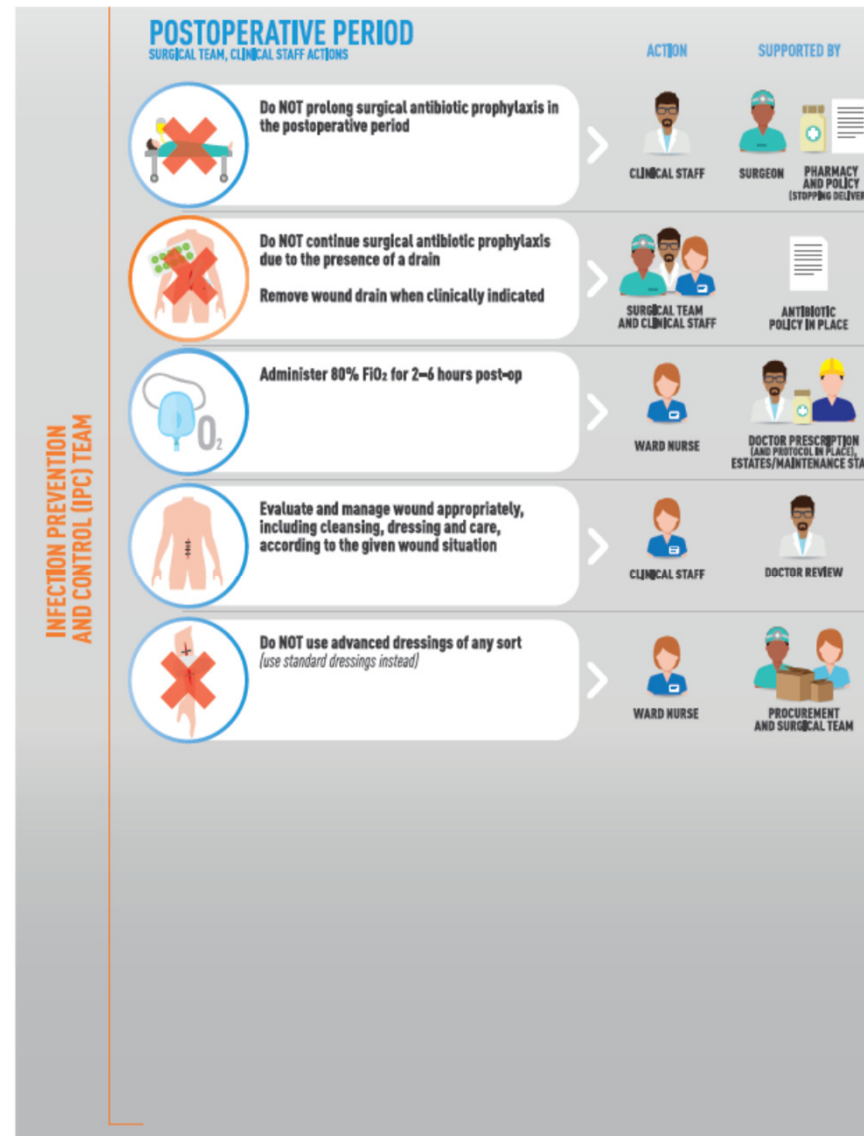 POSTOPERATIVE PERIOD
SURGICAL TEAM, CLINICAL STAFF ACTIONS
ACTION
SUPPORTED BY
Do NOT prolong surgical antibiotic prophylaxis in
the postoperative period
CLINICAL STAFF
SURGEON
PHARMACY
AND POLICY
(STOPPING
Do NOT continue surgical antibiotic prophylaxis
due to the presence of a drain
Remove wound drain when clinically indicated
SURGICAL TEAM
AND CLINICAL STAFF
ANTIBIOTIC
POLICY IN PLACE
Administer 80% FiO₂ for 2–6 hours post-op
O₂
WARD NURSE
DOCTOR PRESCRIPTION
(AND PROTOCOL IN PLACE),
ESTATES/MAINTENANCE
Evaluate and manage wound appropriately,
including cleansing, dressing and care,
according to the given wound situation
CLINICAL STAFF
DOCTOR REVIEW
Do NOT use advanced dressings of any sort
(use standard dressings instead)
WARD NURSE
PROCUREMENT
AND SURGICAL TEAM
INFECTION PREVENTION
AND CONTROL (IPC) TEAM